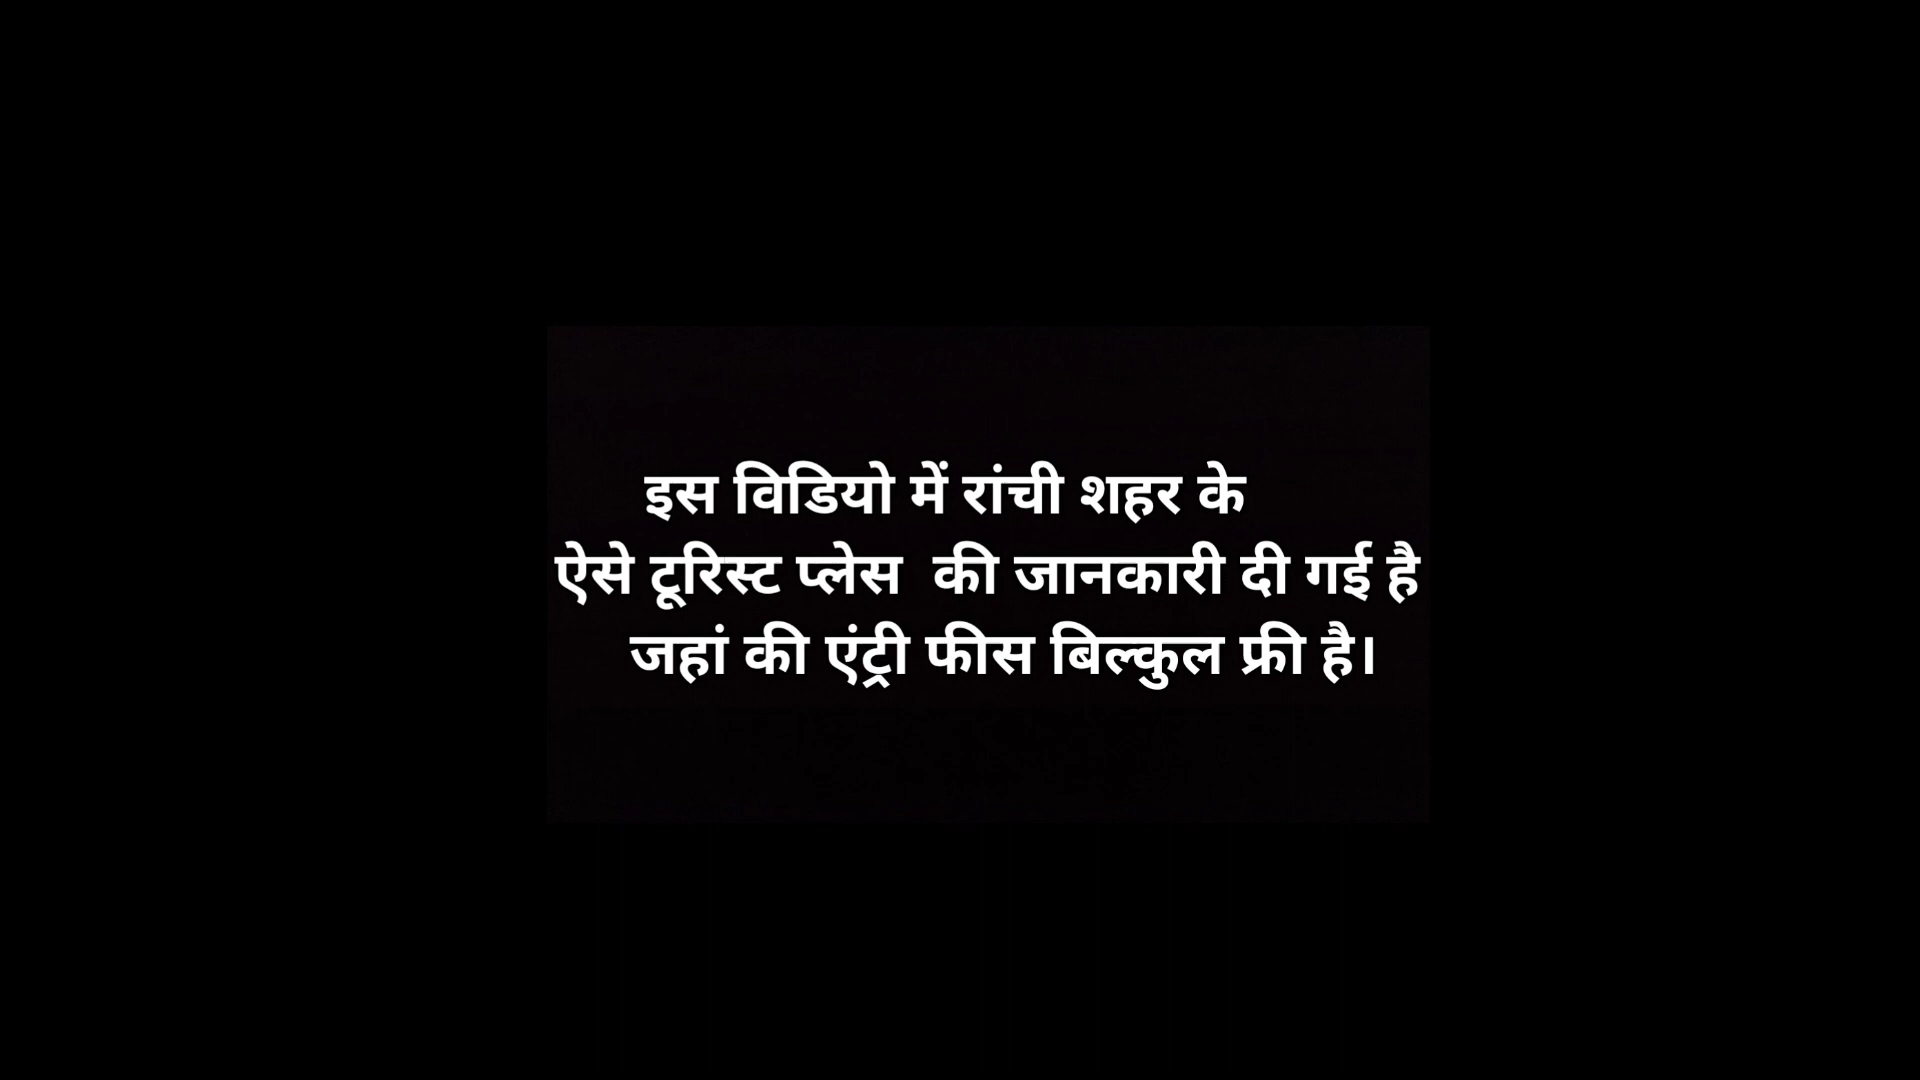 इस विडियो में रांची शहर के
ऐसे टूरिस्ट प्लेस की जानकारी दी गई है
जहां की एंट्री फीस बिल्कुल फ्री है।